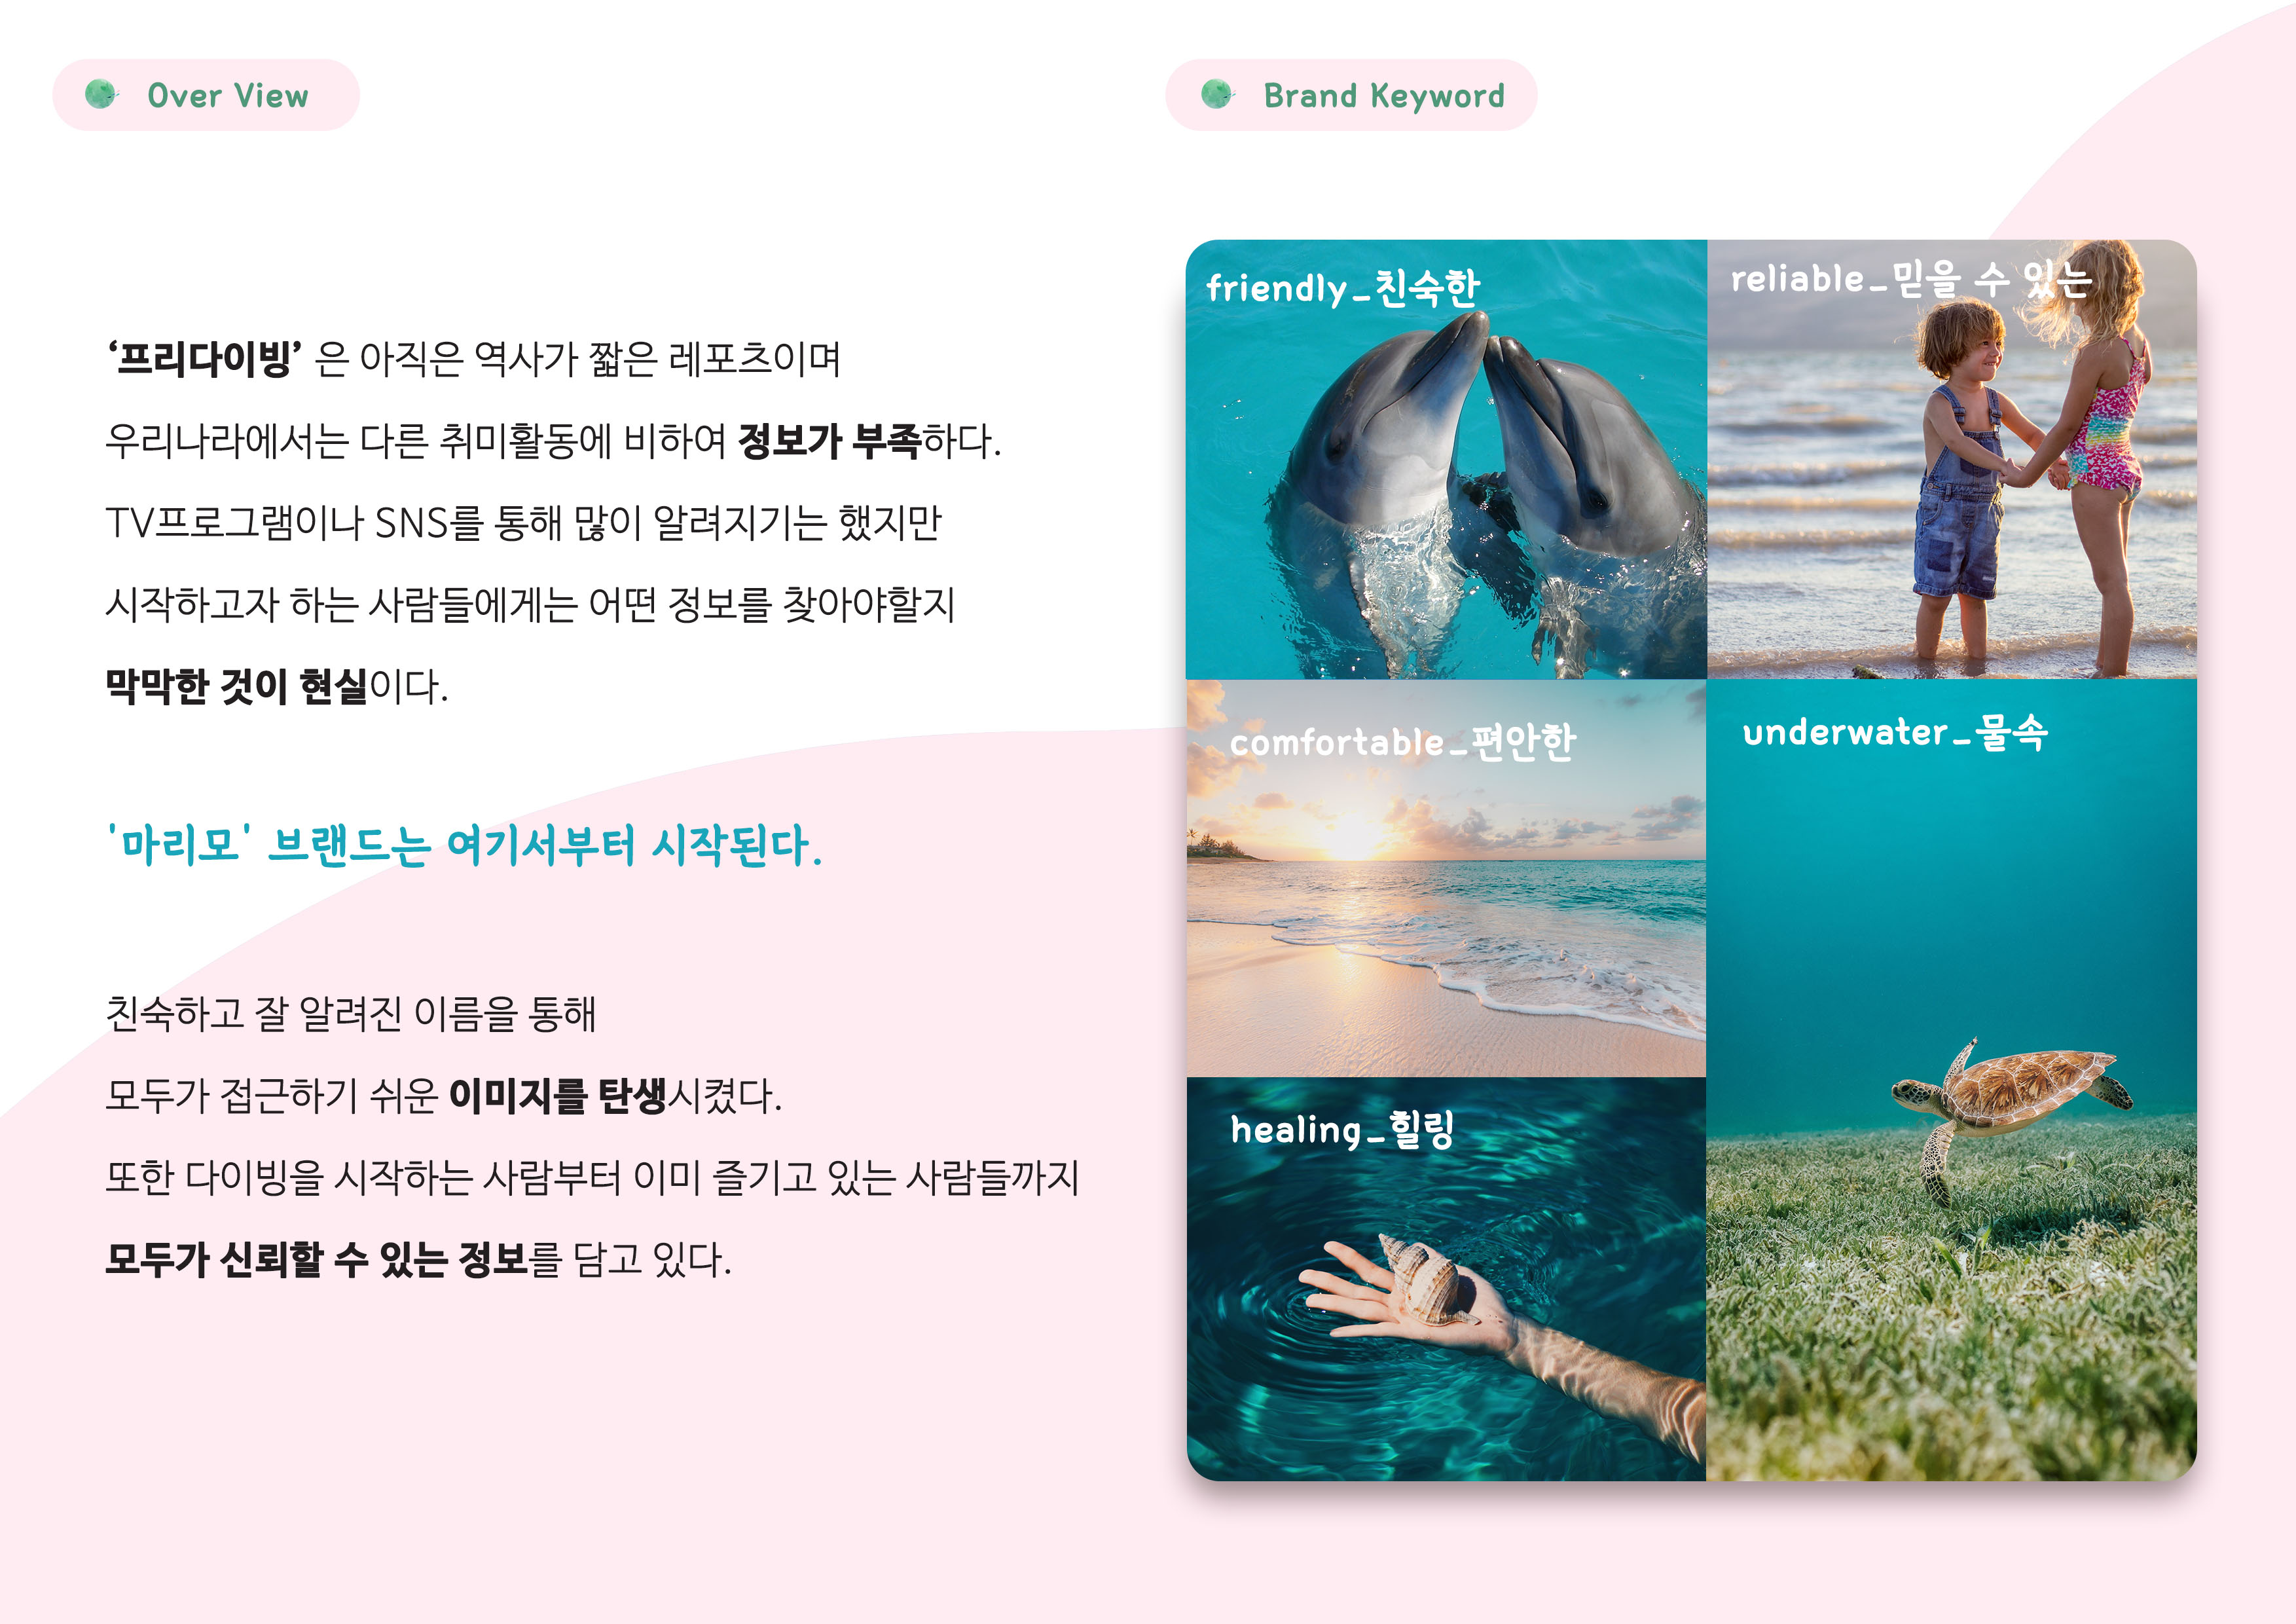 Over View
‘프리다이빙’ 은 아직은 역사가 짧은 레포츠이며
우리나라에서는 다른 취미활동에 비하여 정보가 부족하다.
TV프로그램이나 SNS를 통해 많이 알려지기는 했지만
시작하고자 하는 사람들에게는 어떤 정보를 찾아야할지
막막한 것이 현실이다.
'마리모' 브랜드는 여기서부터 시작된다.
친숙하고 잘 알려진 이름을 통해
모두가 접근하기 쉬운 이미지를 탄생시켰다.
또한 다이빙을 시작하는 사람부터 이미 즐기고 있는 사람들까지
모두가 신뢰할 수 있는 정보를 담고 있다.
Brand Keyword
friendly_친숙한
reliable_믿을 수 있는
comfortable_편안한
underwater_물속
healing_힐링